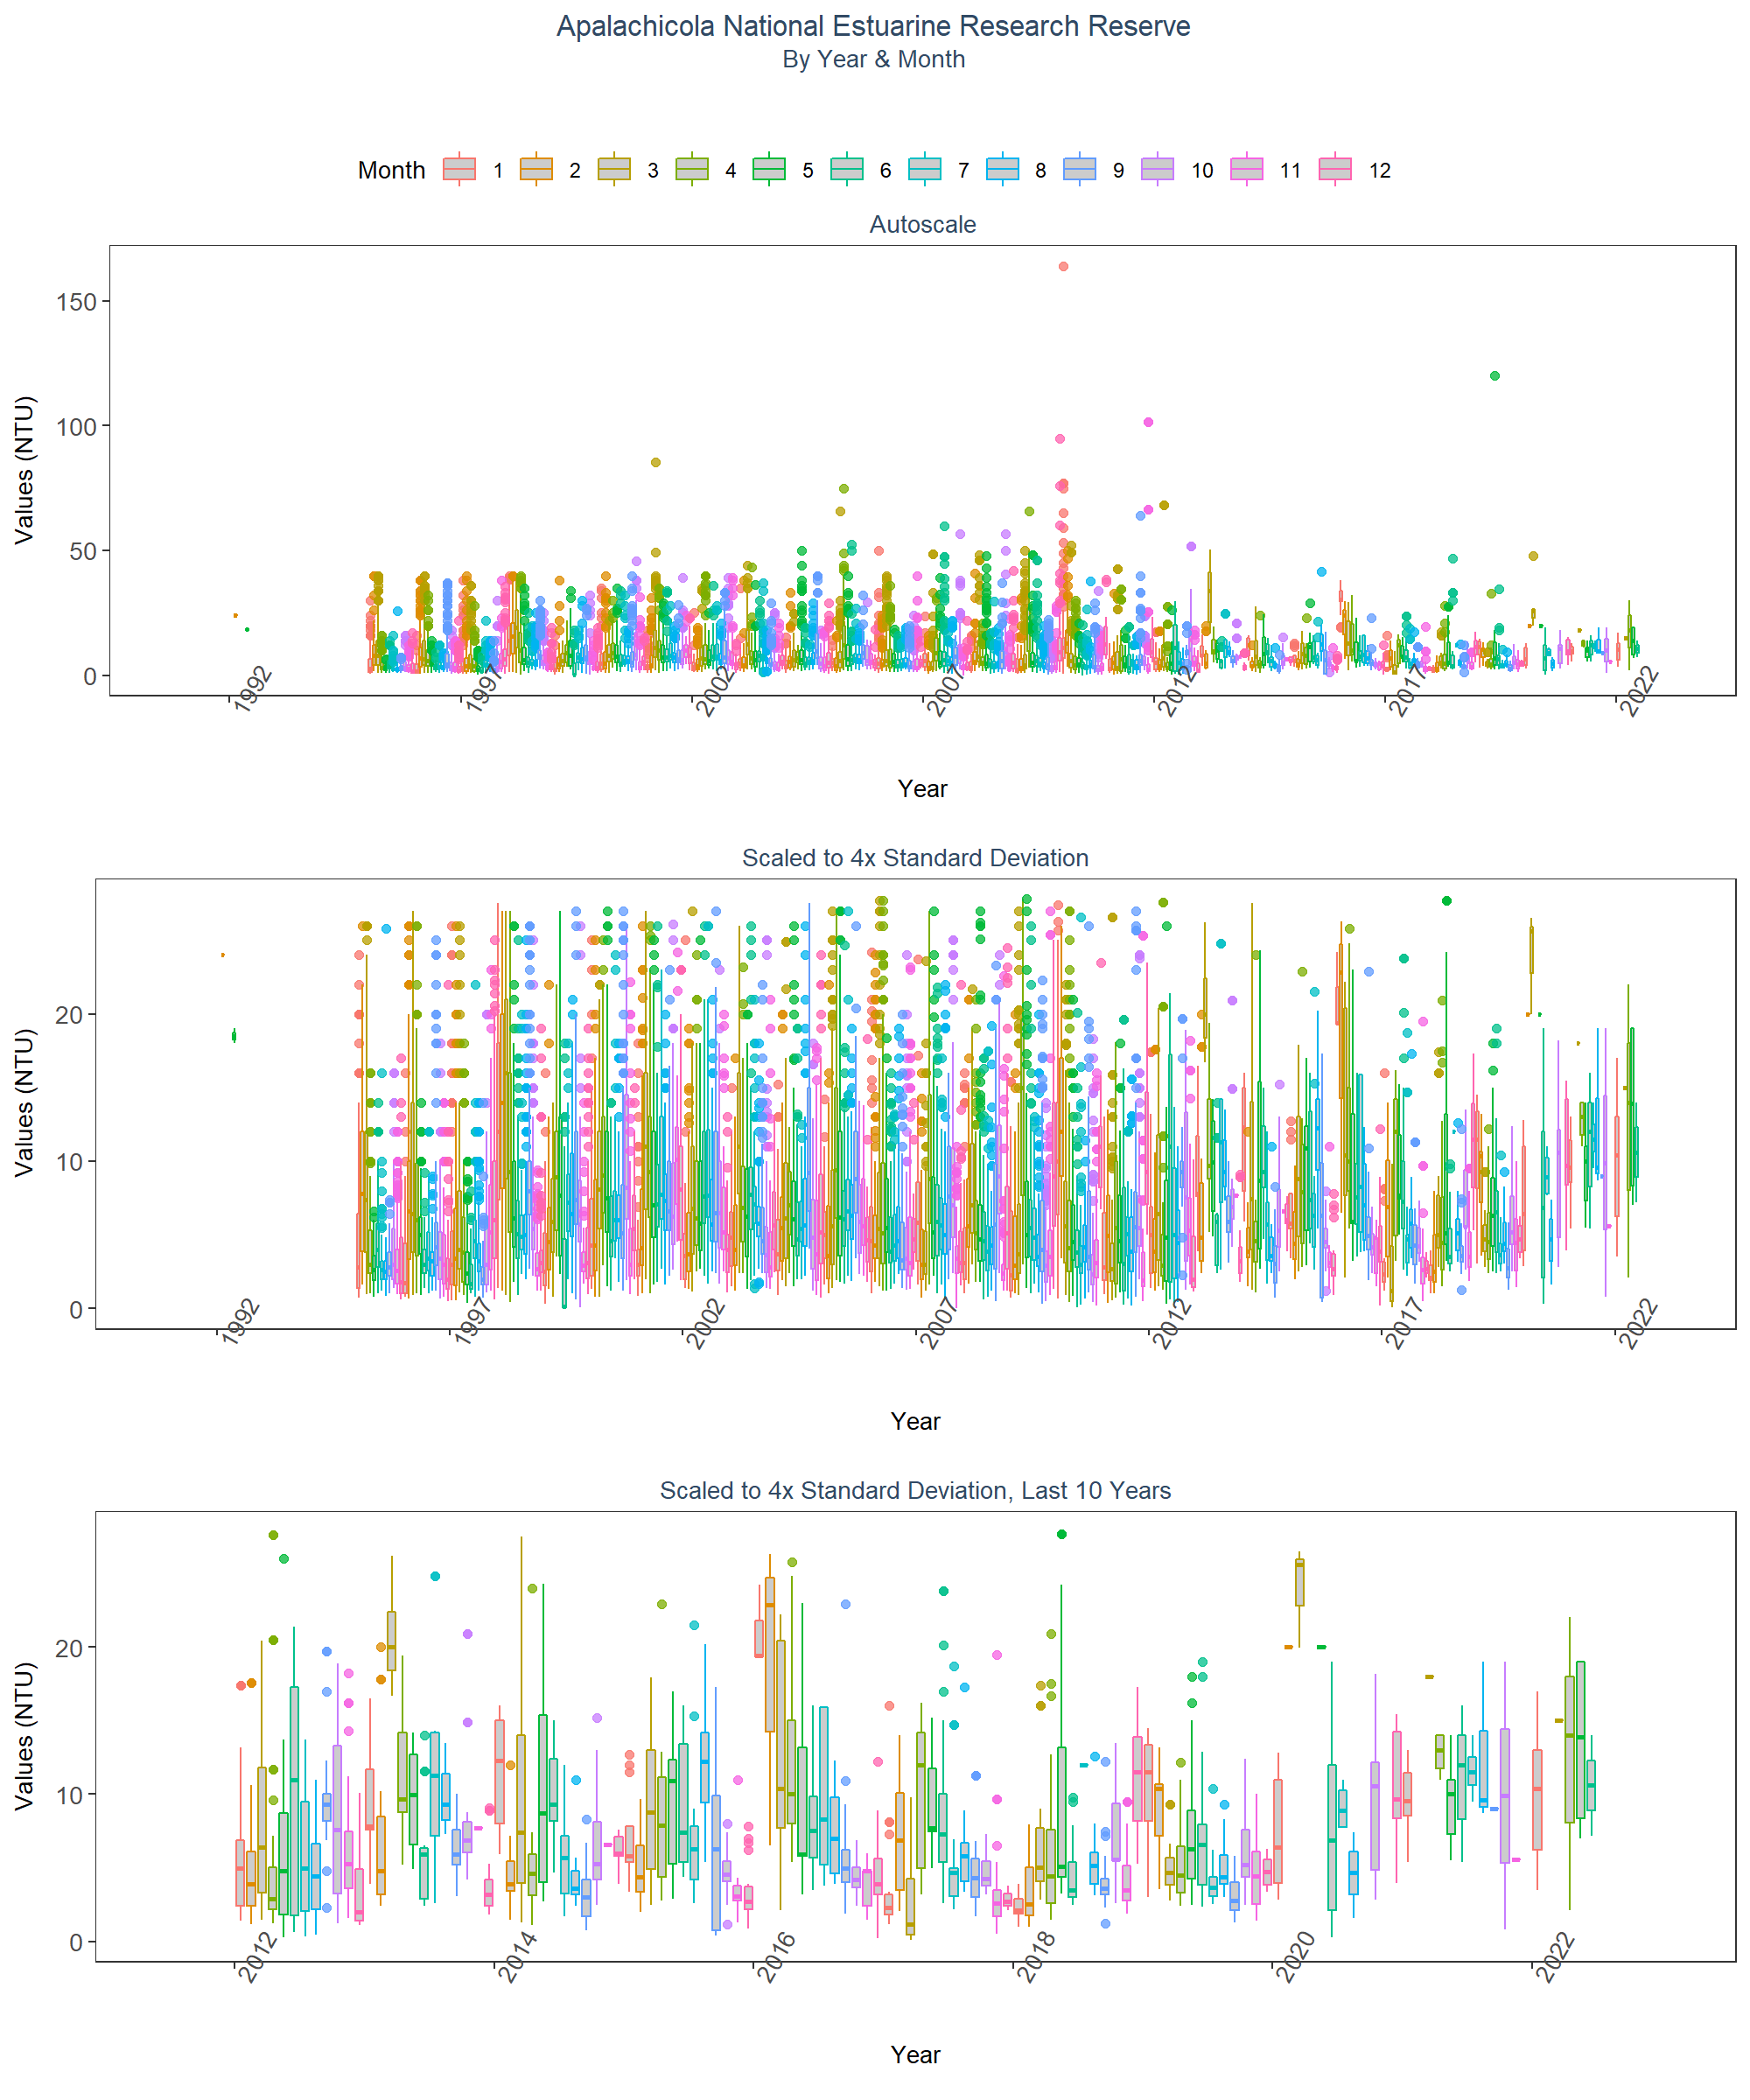 Apalachicola National Estuarine Research Reserve
By Year & Month
Month 1 2 3 4 5 6 7 8 9 10 11 12
Autoscale
Values (NTU)
150
100
50
0
1992 1997 2002 2007 2012 2017 2022
Year
Scaled to 4x Standard Deviation
Values (NTU)
20
10
0
1992 1997 2002 2007 2012 2017 2022
Year
Scaled to 4x Standard Deviation, Last 10 Years
Values (NTU)
20
10
0
2012 2014 2016 2018 2020 2022
Year